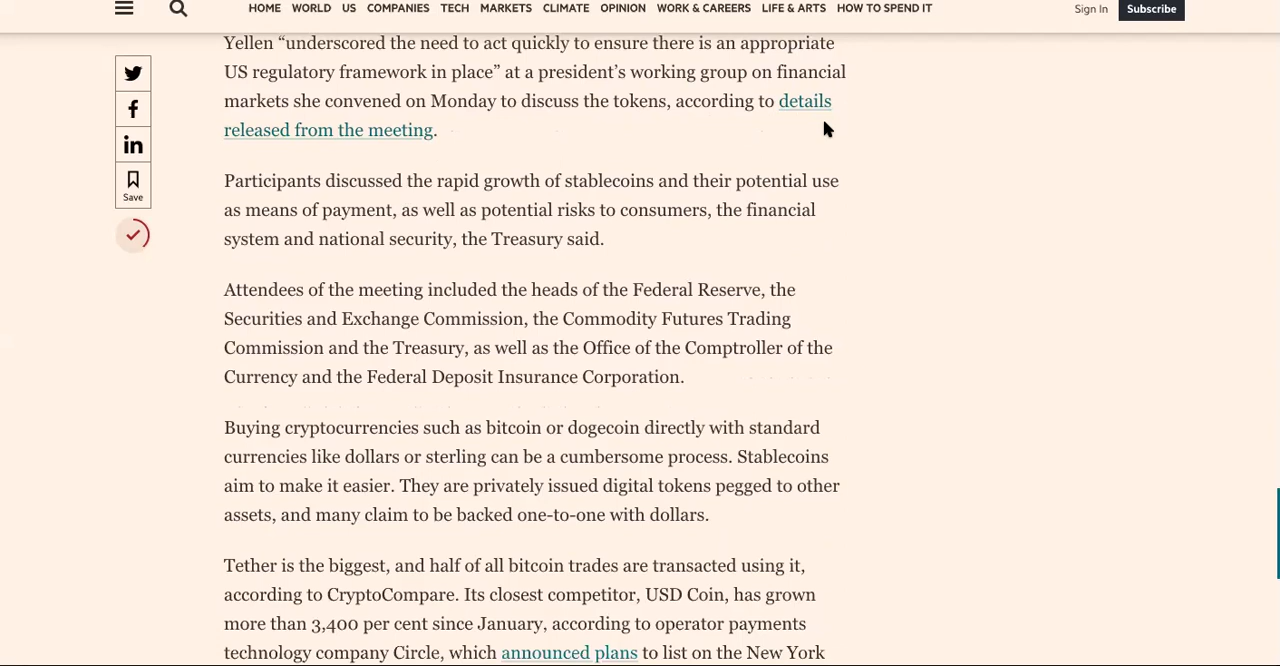 HOME WORLD US COMPANIES TECH MARKETS CLIMATE OPINION WORK & CAREERS LIFE & ARTS HOW TO SPEND IT Sign In Subscribe
Yellen “underscored the need to act quickly to ensure there is an appropriate
US regulatory framework in place” at a president’s working group on financial
markets she convened on Monday to discuss the tokens, according to details
released from the meeting.
Save
Participants discussed the rapid growth of stablecoins and their potential use
as means of payment, as well as potential risks to consumers, the financial
system and national security, the Treasury said.
Attendees of the meeting included the heads of the Federal Reserve, the
Securities and Exchange Commission, the Commodity Futures Trading
Commission and the Treasury, as well as the Office of the Comptroller of the
Currency and the Federal Deposit Insurance Corporation.
Buying cryptocurrencies such as bitcoin or dogecoin directly with standard
currencies like dollars or sterling can be a cumbersome process. Stablecoins
aim to make it easier. They are privately issued digital tokens pegged to other
assets, and many claim to be backed one-to-one with dollars.
Tether is the biggest, and half of all bitcoin trades are transacted using it,
according to CryptoCompare. Its closest competitor, USD Coin, has grown
more than 3,400 per cent since January, according to operator payments
technology company Circle, which announced plans to list on the New York